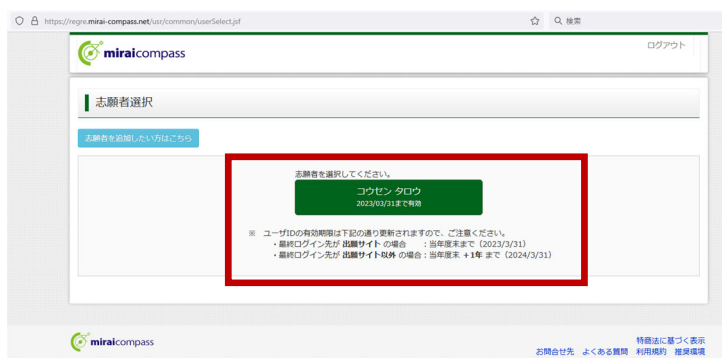 https://regre.mirai-compass.net/usr/common/userSelect.jsf
検索
miraicompass
ログアウト
志願者選択
志願者を追加したい方はこちら
志願者を選択してください。
コウセン タロウ
2023/03/31まで有効
※ ユーザIDの有効期限は下記の通り更新されますので、ご注意ください。
・最終ログイン先が 出願サイト の場合 ：当年度末まで（2023/3/31）
・最終ログイン先が 出願サイト以外 の場合：当年度末 +1年 まで（2024/3/31）
miraicompass
特商法に基づく表示
お問合せ先 よくある質問 利用規約 推奨環境